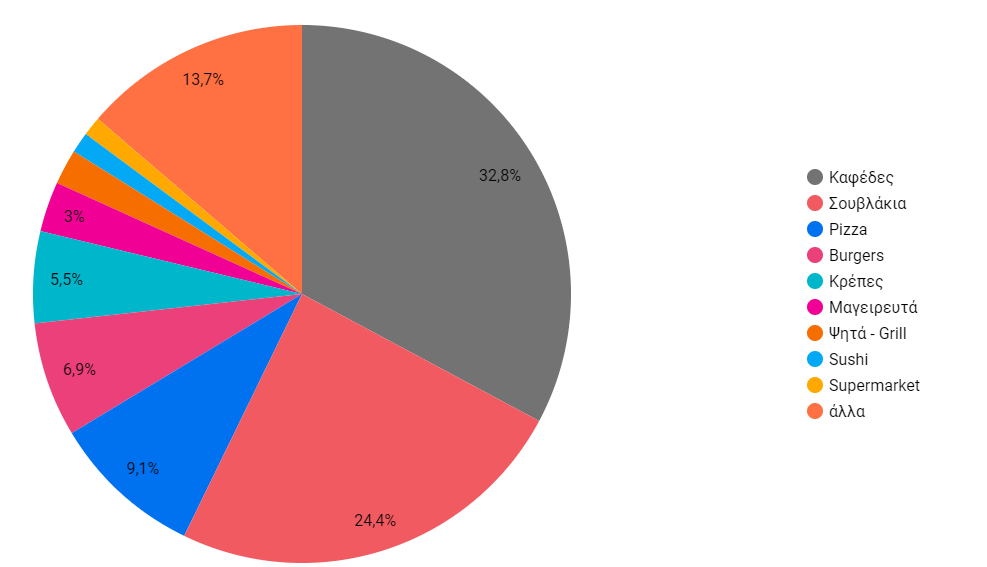 13,7%
32,8%
3%
5,5%
6,9%
9,1%
24,4%
Καφέδες
Σουβλάκια
Pizza
Burgers
Κρέπες
Μαγειρευτά
Ψητά - Grill
Sushi
Supermarket
άλλα